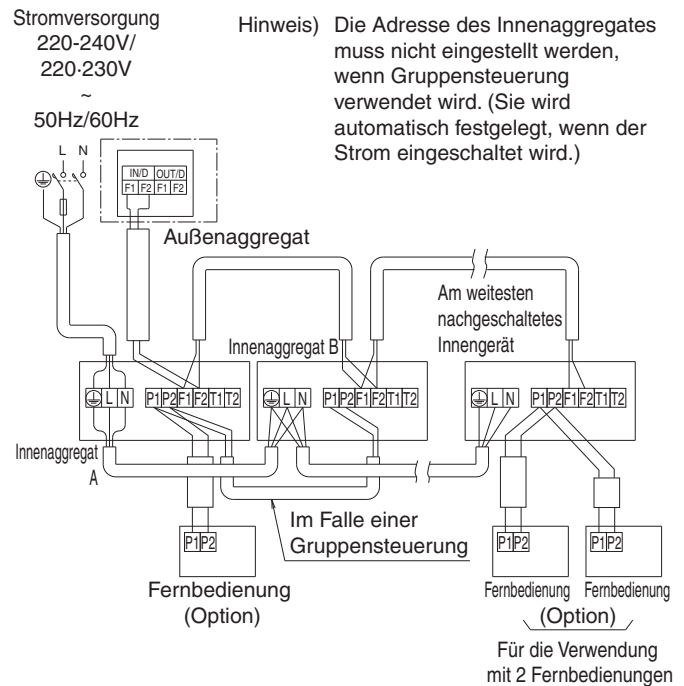 Stromversorgung
220-240V/
220·230V
~
50Hz/60Hz
Hinweis) Die Adresse des Innenaggregates
muss nicht eingestellt werden,
wenn Gruppensteuerung
verwendet wird. (Sie wird
automatisch festgelegt, wenn der
Strom eingeschaltet wird.)
L N
IN/D OUT/D
F1 F2 F1 F2
Außenaggregat
Am weitesten
nachgeschaltetes
Innengerät
Innenaggregat B
L N P1 P2 F1 F2 T1 T2
L N P1 P2 F1 F2 T1 T2
L N P1 P2 F1 F2 T1 T2
Innenaggregat
A
Im Falle einer
Gruppensteuerung
P1 P2
P1 P2
P1 P2
Fernbedienung
(Option)
Fernbedienung Fernbedienung
(Option)
Für die Verwendung
mit 2 Fernbedienungen